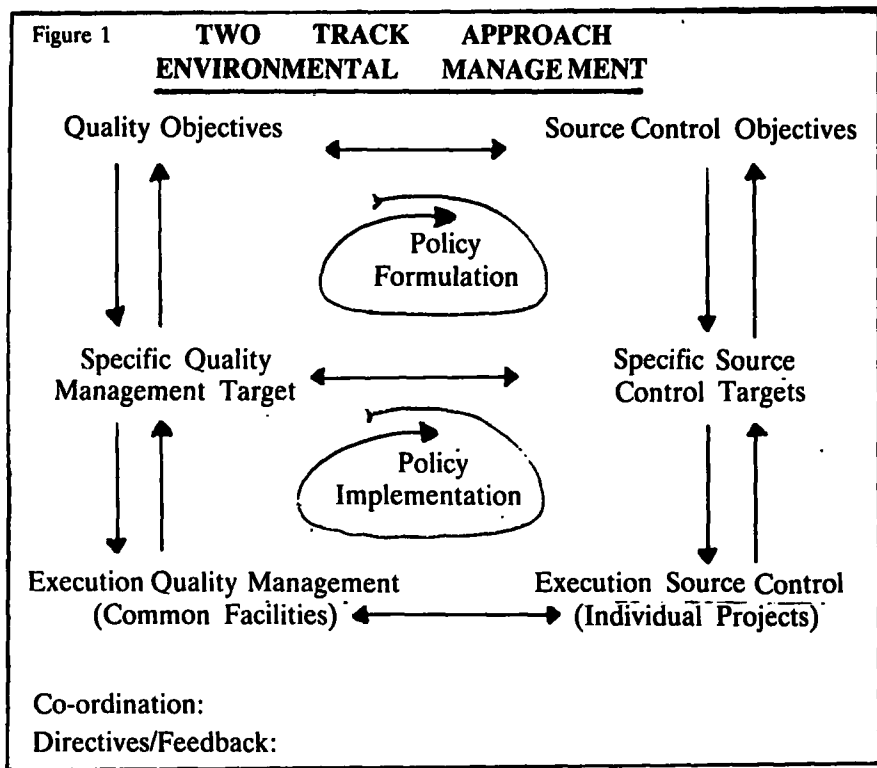 Figure 1
TWO TRACK APPROACH
ENVIRONMENTAL MANAGEMENT
Quality Objectives
Source Control Objectives
Policy
Formulation
Specific Quality
Management Target
Specific Source
Control Targets
Policy
Implementation
Execution Quality Management
(Common Facilities)
Execution Source Control
(Individual Projects)
Co-ordination:
Directives/Feedback: